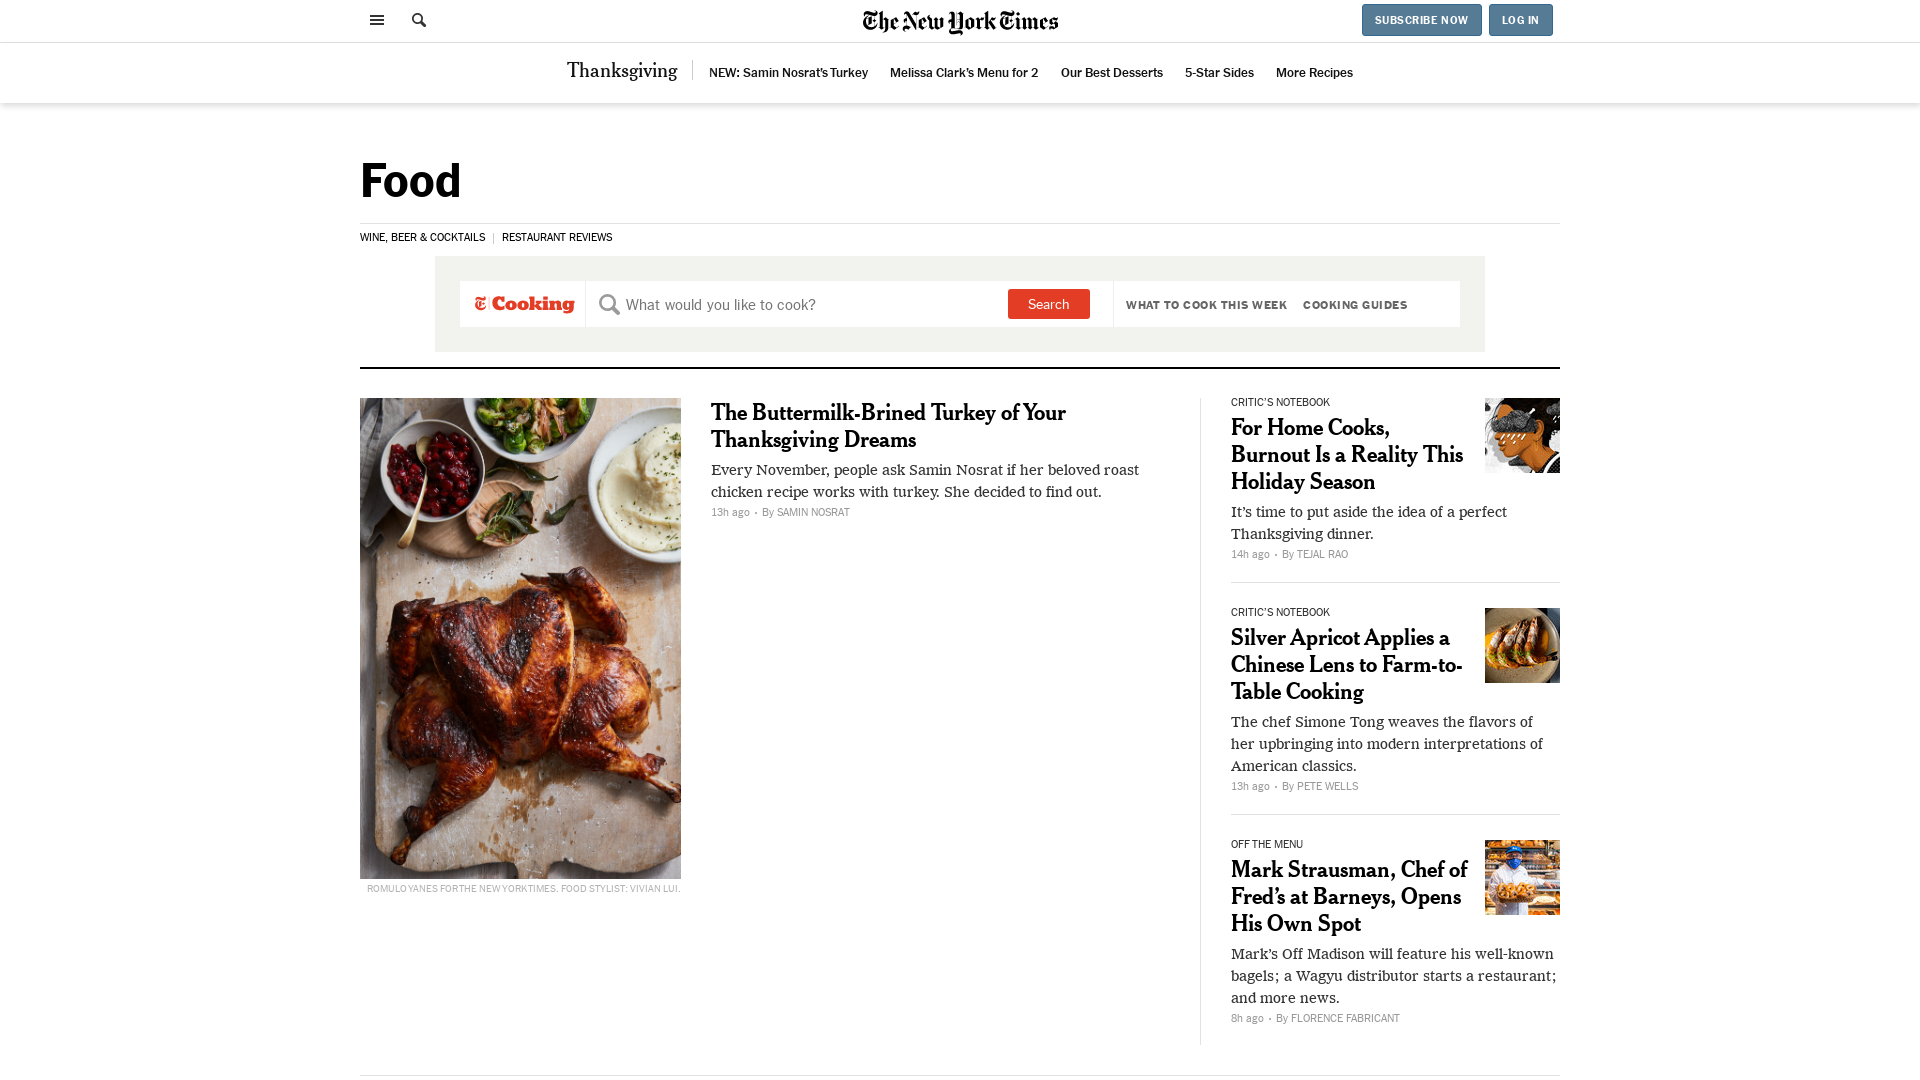 The New York Times
SUBSCRIBE NOW
LOG IN
Thanksgiving
NEW: Samin Nosrat’s Turkey
Melissa Clark’s Menu for 2
Our Best Desserts
5-Star Sides
More Recipes
Food
WINE, BEER & COCKTAILS
RESTAURANT REVIEWS
T Cooking
What would you like to cook?
Search
WHAT TO COOK THIS WEEK
COOKING GUIDES
The Buttermilk-Brined Turkey of Your
Thanksgiving Dreams
Every November, people ask Samin Nosrat if her beloved roast
chicken recipe works with turkey. She decided to find out.
13h ago • By SAMIN NOSRAT
ROMULO YANES FOR THE NEW YORK TIMES. FOOD STYLIST: VIVIAN LUI.
CRITIC’S NOTEBOOK
For Home Cooks,
Burnout Is a Reality This
Holiday Season
It’s time to put aside the idea of a perfect
Thanksgiving dinner.
14h ago • By TEJAL RAO
CRITIC’S NOTEBOOK
Silver Apricot Applies a
Chinese Lens to Farm-to-
Table Cooking
The chef Simone Tong weaves the flavors of
her upbringing into modern interpretations of
American classics.
13h ago • By PETE WELLS
OFF THE MENU
Mark Strausman, Chef of
Fred’s at Barneys, Opens
His Own Spot
Mark’s Off Madison will feature his well-known
bagels; a Wagyu distributor starts a restaurant;
and more news.
8h ago • By FLORENCE FABRICANT